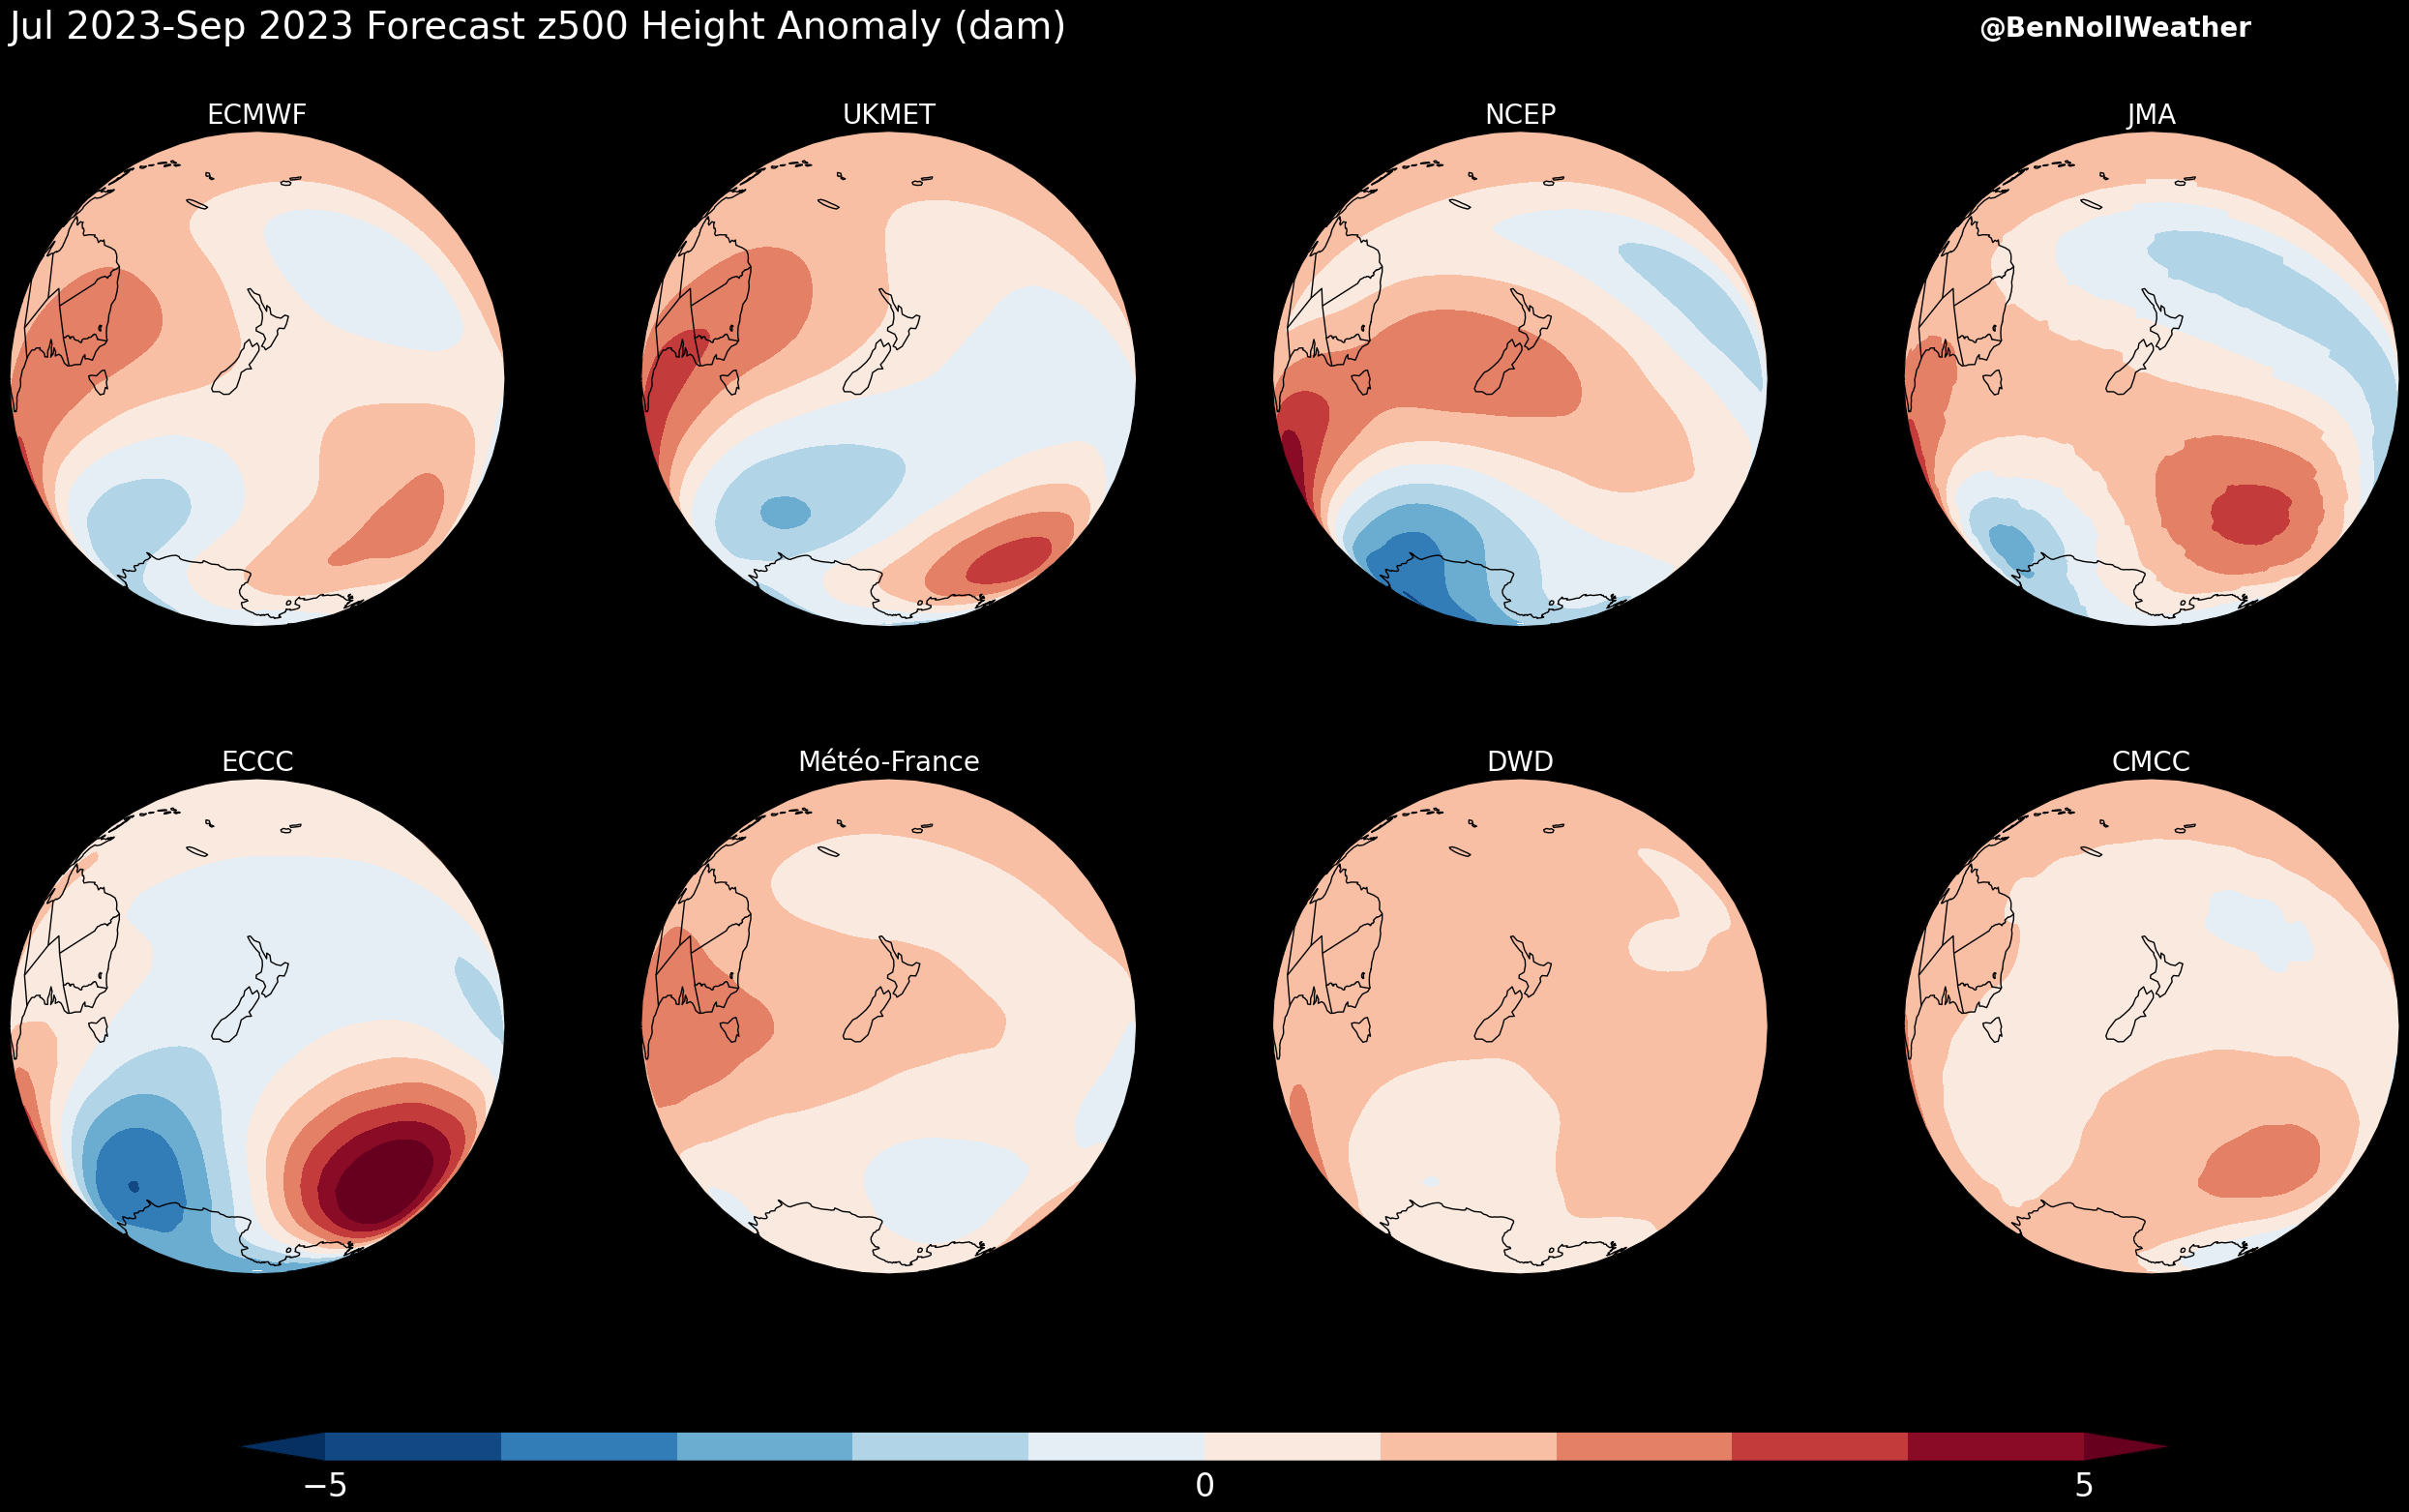 Jul 2023-Sep 2023 Forecast z500 Height Anomaly (dam)
@BenNollWeather
ECMWF
UKMET
NCEP
JMA
ECCC
Météo-France
DWD
CMCC
−5
0
5